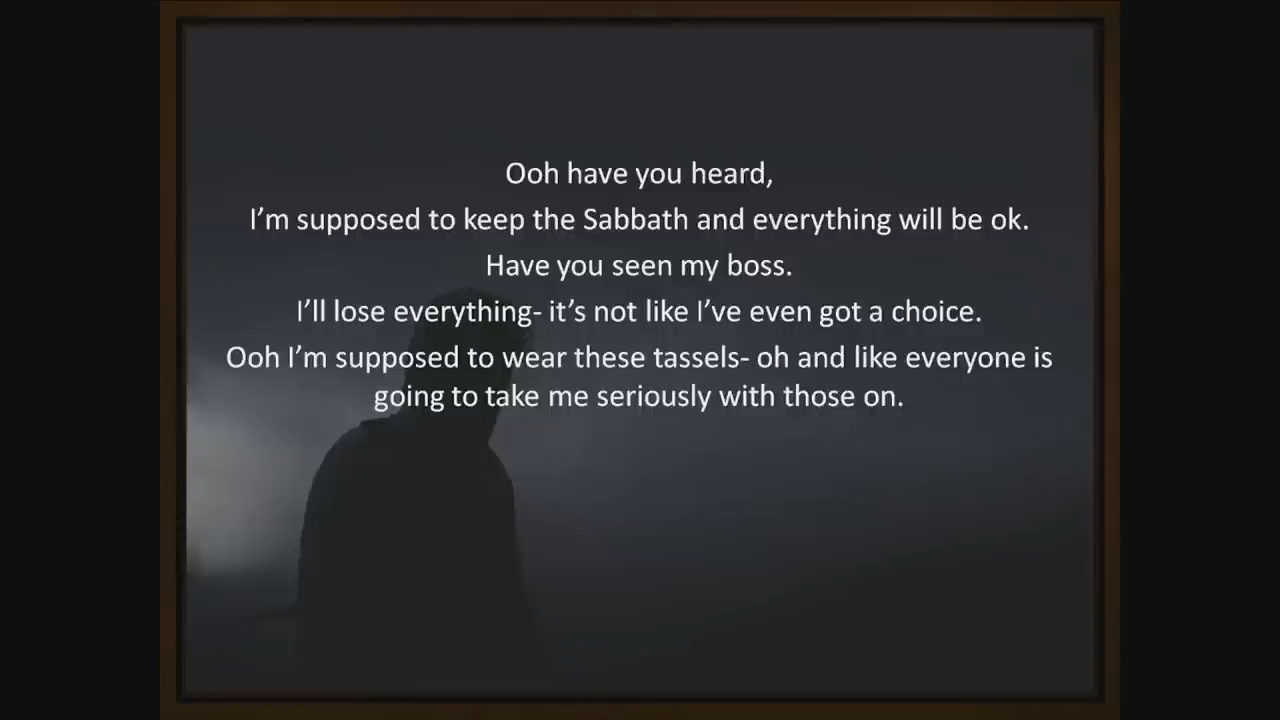 Ooh have you heard,
I’m supposed to keep the Sabbath and everything will be ok.
Have you seen my boss.
I’ll lose everything- it’s not like I’ve even got a choice.
Ooh I’m supposed to wear these tassels- oh and like everyone is
going to take me seriously with those on.